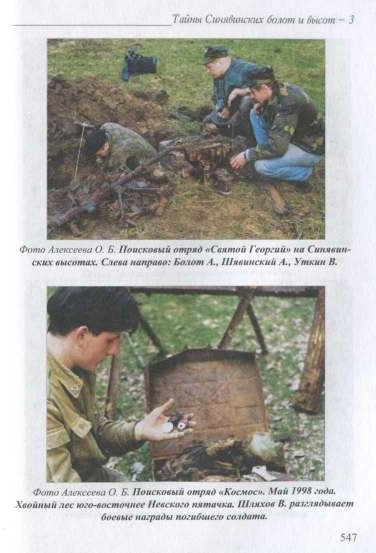 Тайны Синявинских болот и высот – 3
Фото Алексеева О. Б. Поисковый отряд «Святой Георгий» на Синявин-
ских высотах. Слева направо: Болот А., Шявинский А., Уткин В.
Фото Алексеева О. Б. Поисковый отряд «Космос». Май 1998 года.
Хвойный лес юго-восточнее Невского пятачка. Шляхов В. разглядывает
боевые награды погибшего солдата.
547